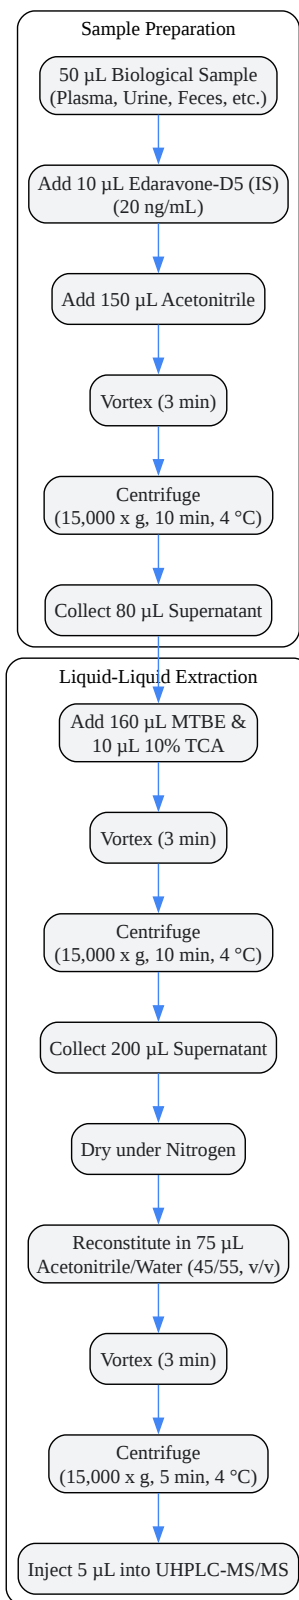 Sample Preparation
50 µL Biological Sample
(Plasma, Urine, Feces, etc.)
Add 10 µL Edaravone-D5 (IS)
(20 ng/mL)
Add 150 µL Acetonitrile
Vortex (3 min)
Centrifuge
(15,000 x g, 10 min, 4 °C)
Collect 80 µL Supernatant
Liquid-Liquid Extraction
Add 160 µL MTBE &
10 µL 10% TCA
Vortex (3 min)
Centrifuge
(15,000 x g, 10 min, 4 °C)
Collect 200 µL Supernatant
Dry under Nitrogen
Reconstitute in 75 µL
Acetonitrile/Water (45/55, v/v)
Vortex (3 min)
Centrifuge
(15,000 x g, 5 min, 4 °C)
Inject 5 µL into UHPLC-MS/MS